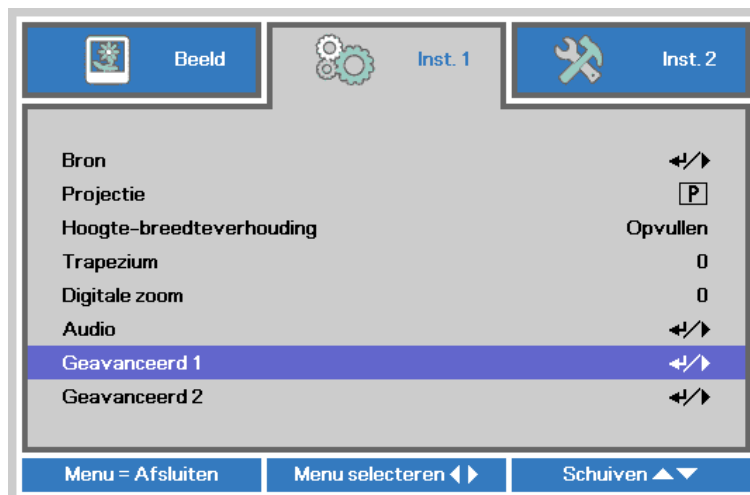 Beeld Inst. 1 Inst. 2
Bron
Projectie P
Hoogte-breedteverhouding Opvullen
Trapezium 0
Digitale zoom 0
Audio
Geavanceerd 1
Geavanceerd 2
Menu = Afsluiten Menu selecteren Schuiven